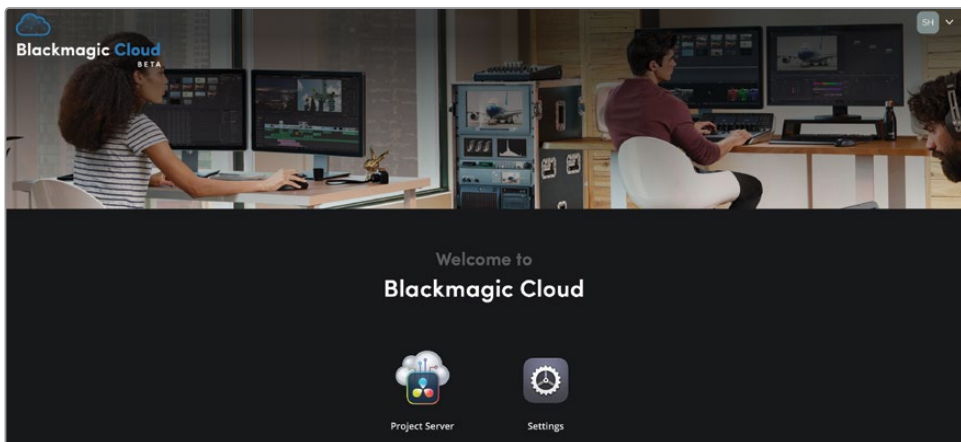 Blackmagic Cloud
BETA
SH
Welcome to
Blackmagic Cloud
Project Server
Settings